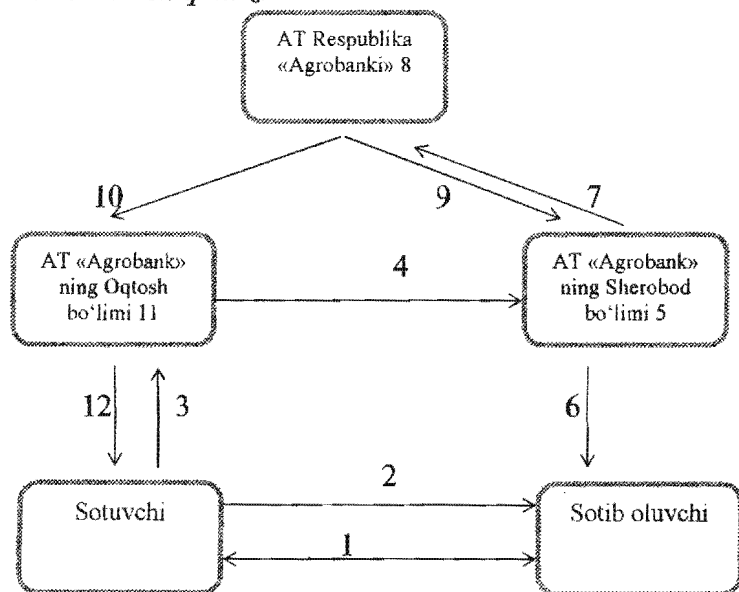 AT Respublika
«Agrobanki» 8
10
9
7
AT «Agrobank»
ning Oqtosh
bo‘limi 11
4
AT «Agrobank»
ning Sherobod
bo‘limi 5
12
3
6
Sotuvchi
2
Sotib oluvchi
1